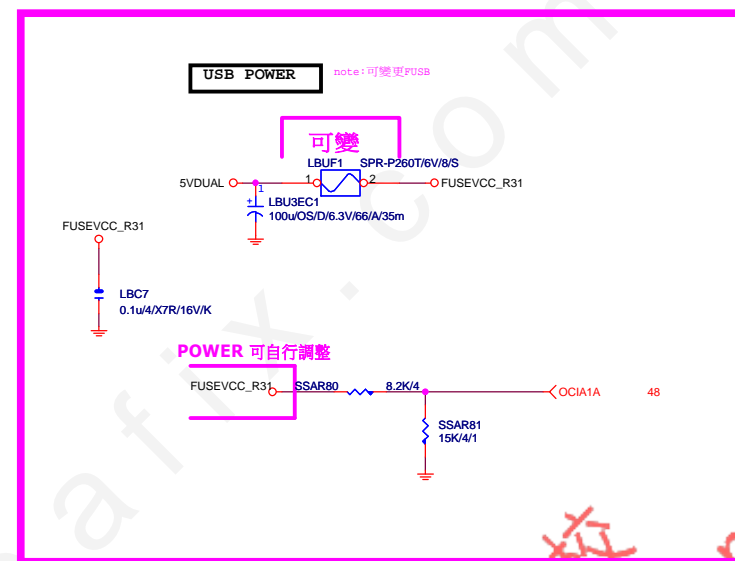 USB POWER
note:可變更FUSB
可變
LBUF1 SPR-P260T/6V/8/S
5VDUAL 1 2 FUSEVCC_R31
1
+
LBU3EC1
100u/OS/D/6.3V/66/A/35m
FUSEVCC_R31
LBC7
0.1u/4/X7R/16V/K
POWER 可自行調整
FUSEVCC_R31 SSAR80 8.2K/4 OCIA1A 48
SSAR81
15K/4/1
afix.com